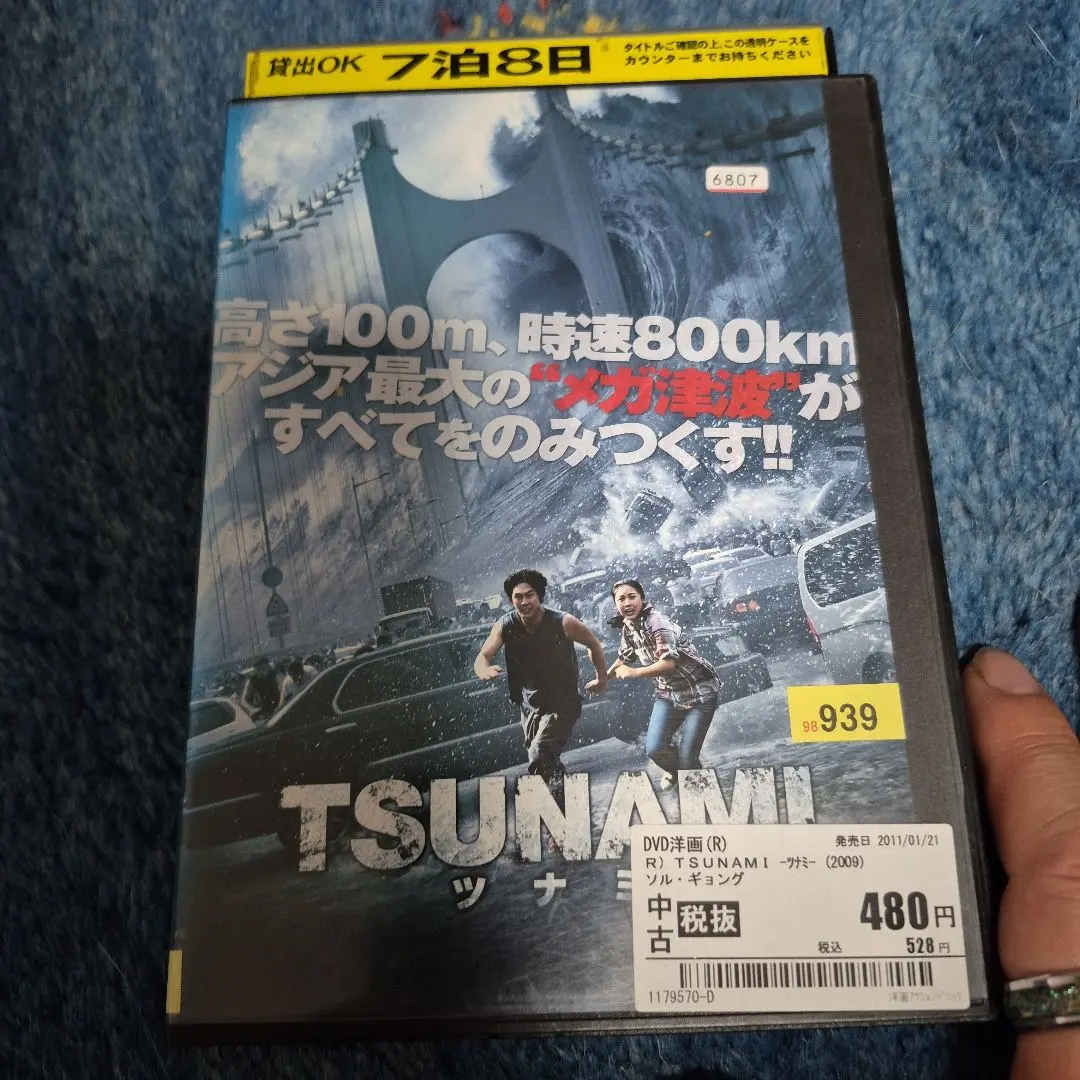 貸出OK 7泊8日 タイトルご確認の上、この透明ケースを
カウンターまでお持ちください
6807
高さ100m、時速800km
アジア最大の"メガ津波"が
すべてをのみつくす!!
98 939
TSUNAMI
ツナミ
DVD洋画(R) 発売日 2011/01/21
R) TSUNAMI -ツナミ- (2009)
ソル・ギョング
中古 税抜 480円
税込 528円
1179570-D